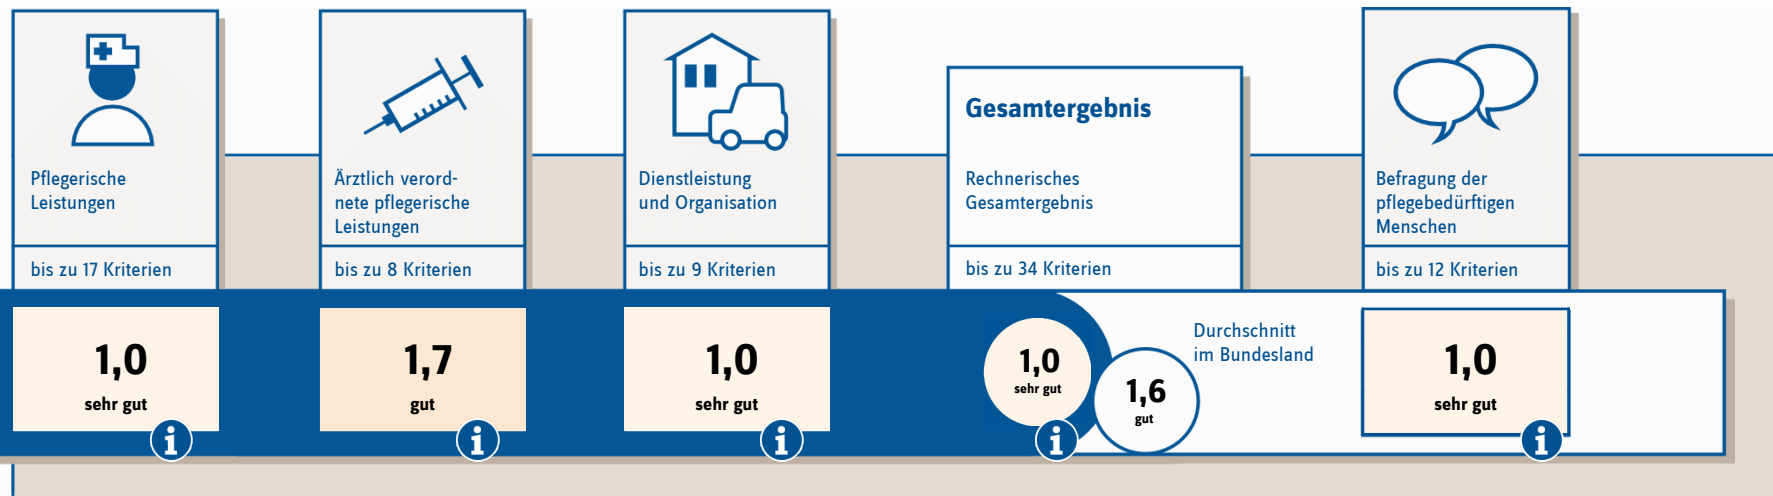 Pflegerische
Leistungen
bis zu 17 Kriterien
1,0
sehr gut
i
Ärztlich verord-
nete pflegerische
Leistungen
bis zu 8 Kriterien
1,7
gut
i
Dienstleistung
und Organisation
bis zu 9 Kriterien
1,0
sehr gut
i
Gesamtergebnis
Rechnerisches
Gesamtergebnis
bis zu 34 Kriterien
1,0
sehr gut
i
1,6
gut
Durchschnitt
im Bundesland
Befragung der
pflegebedürftigen
Menschen
bis zu 12 Kriterien
1,0
sehr gut
i